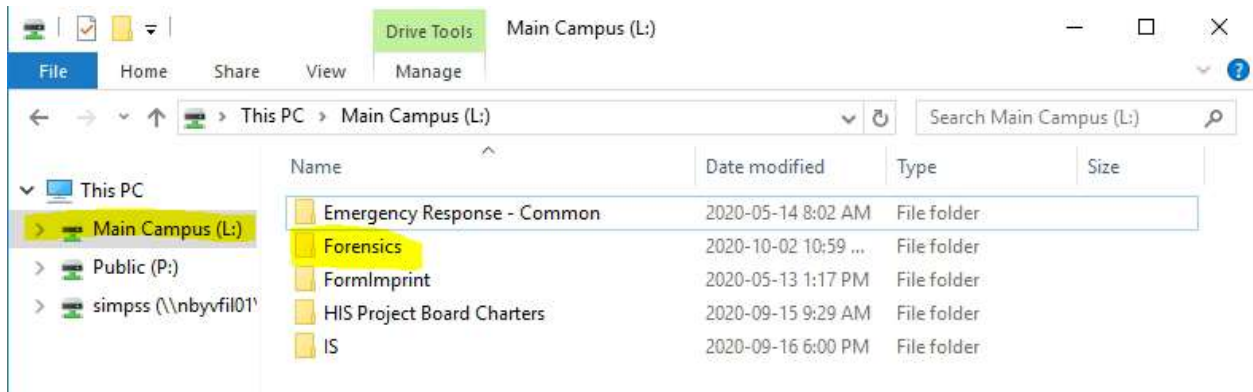 Drive Tools Main Campus (L:)
File Home Share View Manage
This PC > Main Campus (L:) Search Main Campus (L:)
Name Date modified Type Size
This PC
Main Campus (L:)
Public (P:)
simpss (\\nbyvfil01\
Emergency Response - Common 2020-05-14 8:02 AM File folder
Forensics 2020-10-02 10:59 ... File folder
FormImprint 2020-05-13 1:17 PM File folder
HIS Project Board Charters 2020-09-15 9:29 AM File folder
IS 2020-09-16 6:00 PM File folder